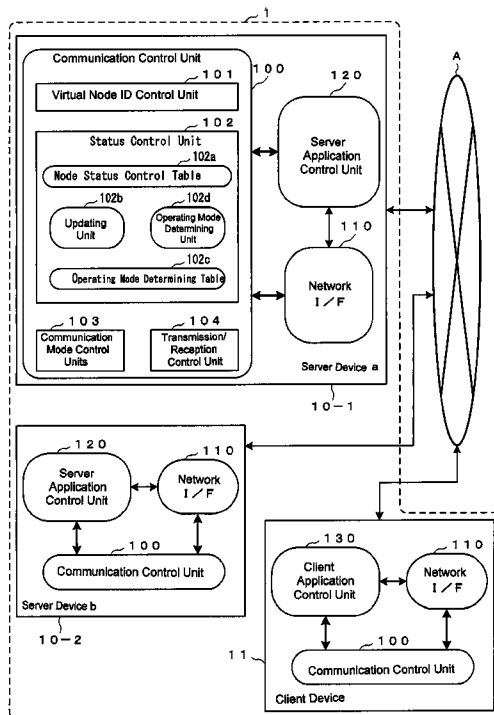 1
Communication Control Unit
101
100
Virtual Node ID Control Unit
102
Status Control Unit
102a
Node Status Control Table
102b
102d
Updating
Unit
Operating Mode
Determining
Unit
102c
Operating Mode Determining Table
103
104
Communication
Mode Control
Units
Transmission/
Reception
Control Unit
120
Server
Application
Control Unit
110
Network
I/F
Server Device a
10-1
A
120
110
Server
Application
Control Unit
Network
I/F
100
Communication Control Unit
Server Device b
10-2
130
110
Client
Application
Control Unit
Network
I/F
100
11
Communication Control Unit
Client Device